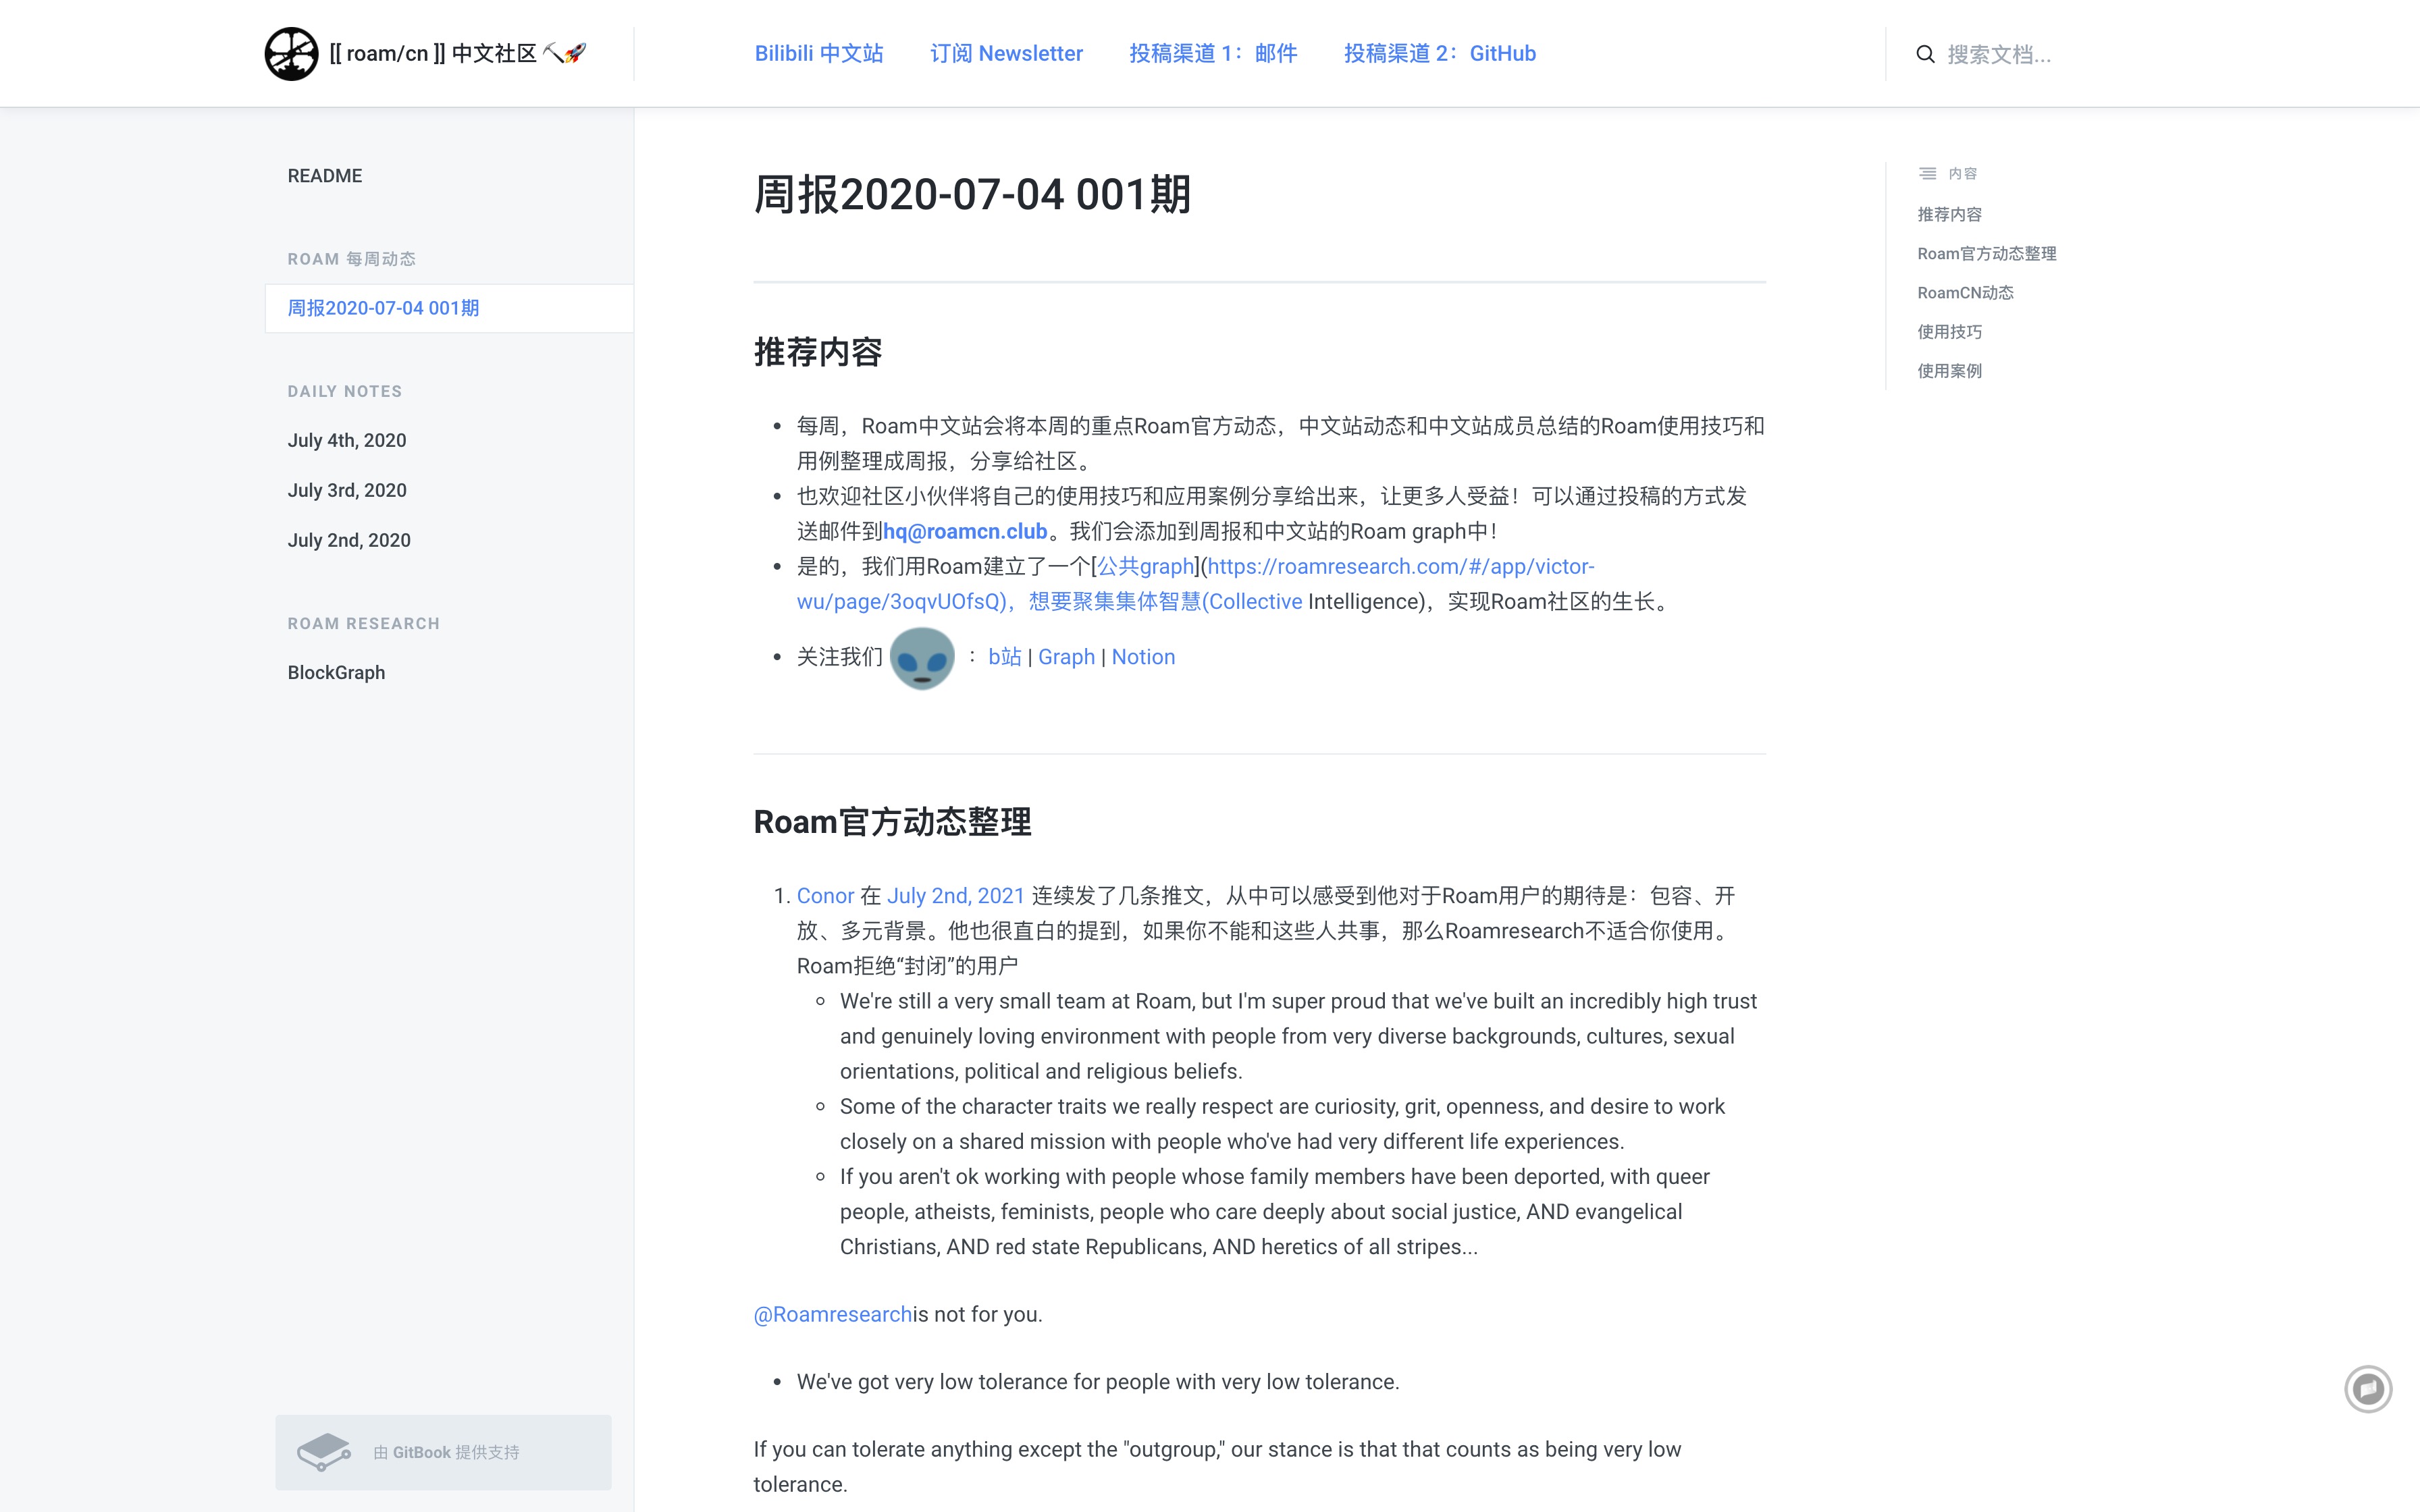 [[ roam/cn ]] 中文社区 ⛏🚀
Bilibili 中文站
订阅 Newsletter
投稿渠道 1：邮件
投稿渠道 2：GitHub
搜索文档...
README
ROAM 每周动态
周报2020-07-04 001期
DAILY NOTES
July 4th, 2020
July 3rd, 2020
July 2nd, 2020
ROAM RESEARCH
BlockGraph
由 GitBook 提供支持
周报2020-07-04 001期
推荐内容
每周，Roam中文站会将本周的重点Roam官方动态，中文站动态和中文站成员总结的Roam使用技巧和
用例整理成周报，分享给社区。
也欢迎社区小伙伴将自己的使用技巧和应用案例分享给出来，让更多人受益！可以通过投稿的方式发
送邮件到hq@roamcn.club。我们会添加到周报和中文站的Roam graph中！
是的，我们用Roam建立了一个[公共graph](https://roamresearch.com/#/app/victor-
wu/page/3oqvUOfsQ)，想要聚集集体智慧(Collective Intelligence)，实现Roam社区的生长。
关注我们👽 ：b站 | Graph | Notion
Roam官方动态整理
1. Conor 在 July 2nd, 2021 连续发了几条推文，从中可以感受到他对于Roam用户的期待是：包容、开
放、多元背景。他也很直白的提到，如果你不能和这些人共事，那么Roamresearch不适合你使用。
Roam拒绝“封闭”的用户
We're still a very small team at Roam, but I'm super proud that we've built an incredibly high trust
and genuinely loving environment with people from very diverse backgrounds, cultures, sexual
orientations, political and religious beliefs.
Some of the character traits we really respect are curiosity, grit, openness, and desire to work
closely on a shared mission with people who've had very different life experiences.
If you aren't ok working with people whose family members have been deported, with queer
people, atheists, feminists, people who care deeply about social justice, AND evangelical
Christians, AND red state Republicans, AND heretics of all stripes...
@Roamresearchis not for you.
We've got very low tolerance for people with very low tolerance.
If you can tolerate anything except the "outgroup," our stance is that that counts as being very low
tolerance.
内容
推荐内容
Roam官方动态整理
RoamCN动态
使用技巧
使用案例